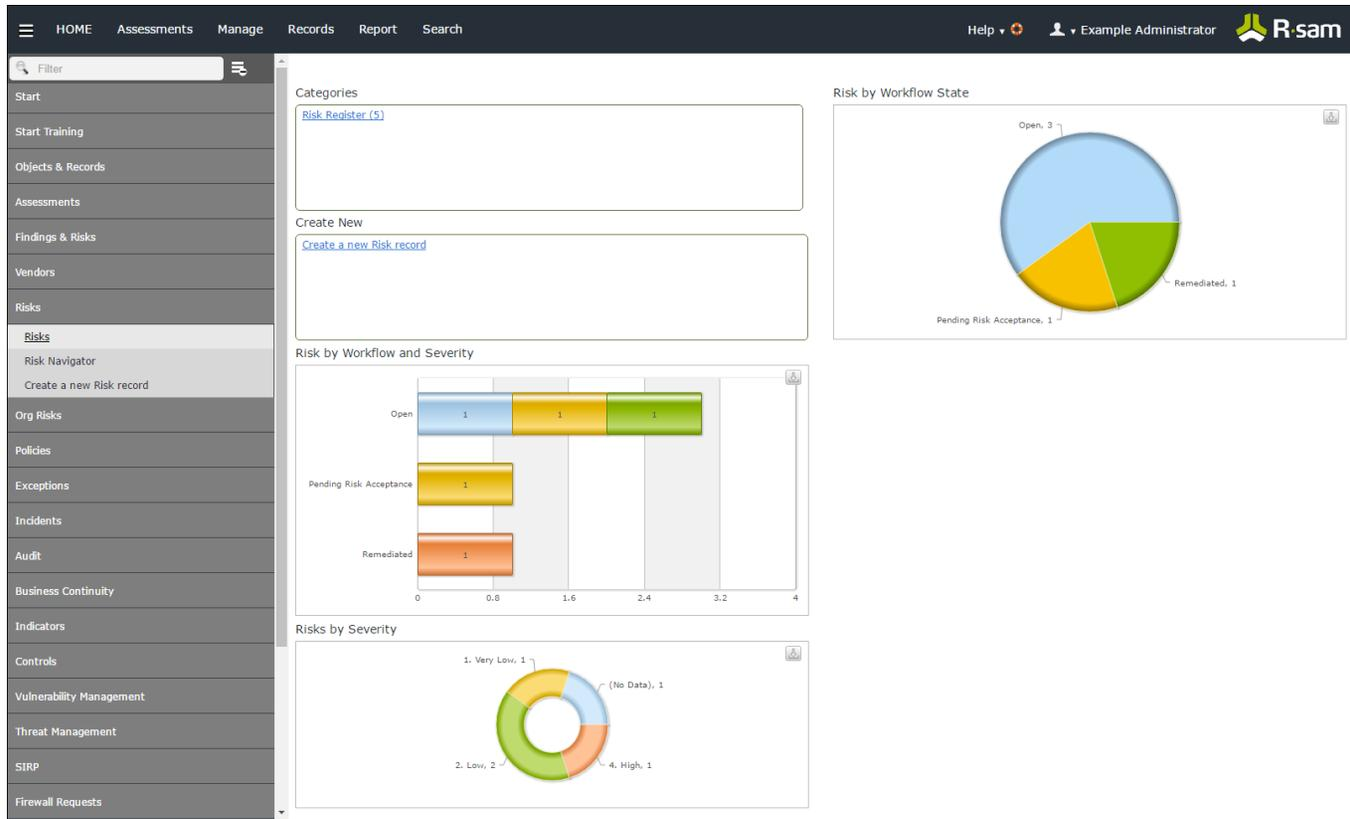 HOME Assessments Manage Records Report Search Help Example Administrator R·sam
Filter
Start
Start Training
Objects & Records
Assessments
Findings & Risks
Vendors
Risks
Risks
Risk Navigator
Create a new Risk record
Org Risks
Policies
Exceptions
Incidents
Audit
Business Continuity
Indicators
Controls
Vulnerability Management
Threat Management
SIRP
Firewall Requests
Categories
Risk Register (5)
Create New
Create a new Risk record
Risk by Workflow and Severity
Open 1 1 1
Pending Risk Acceptance 1
Remediated 1
0 0.8 1.6 2.4 3.2 4
Risks by Severity
1. Very Low, 1
(No Data), 1
2. Low, 2
4. High, 1
Risk by Workflow State
Open, 3
Remediated, 1
Pending Risk Acceptance, 1